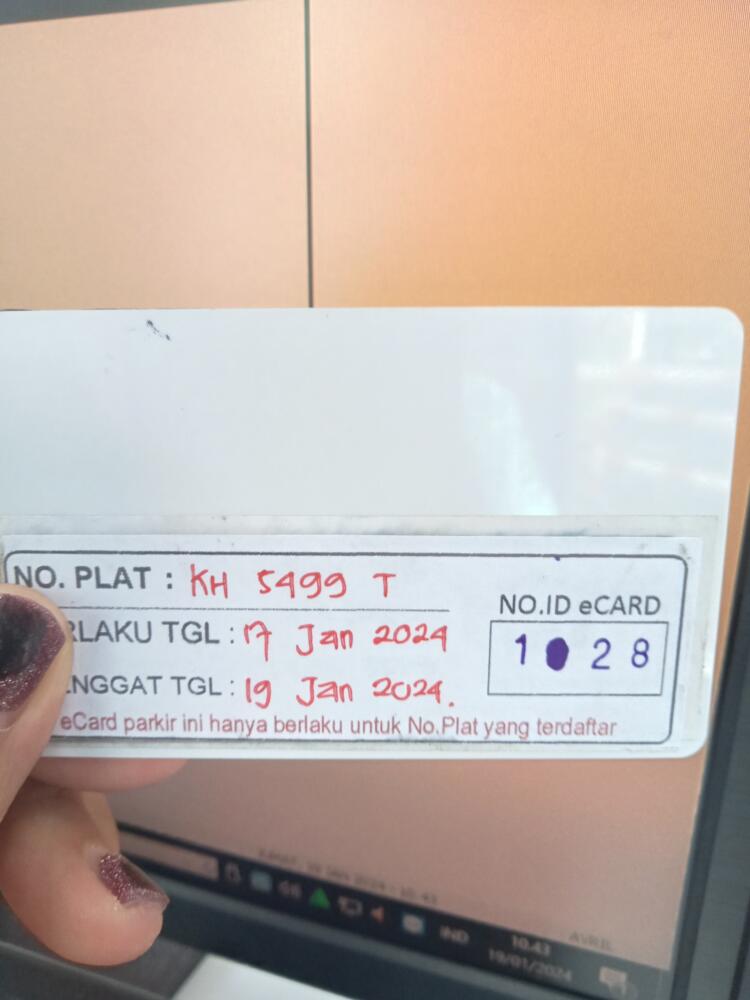 NO. PLAT : KH 5499 T
RLAKU TGL : 17 Jan 2024
NGGAT TGL : 19 Jan 2024.
NO.ID eCARD
1 28
eCard parkir ini hanya berlaku untuk No.Plat yang terdaftar
IND
10.43
19/01/2024
AVRIL